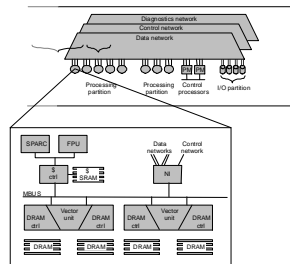 Diagnostics network
Control network
Data network
PM PM
Processing
partition
Processing
partition
Control
processors
I/O partition
SPARC
FPU
Data
networks
Control
network
$
ctrl
$
SRAM
NI
MBUS
DRAM
ctrl
Vector
unit
DRAM
ctrl
DRAM
ctrl
Vector
unit
DRAM
ctrl
DRAM
DRAM
DRAM
DRAM